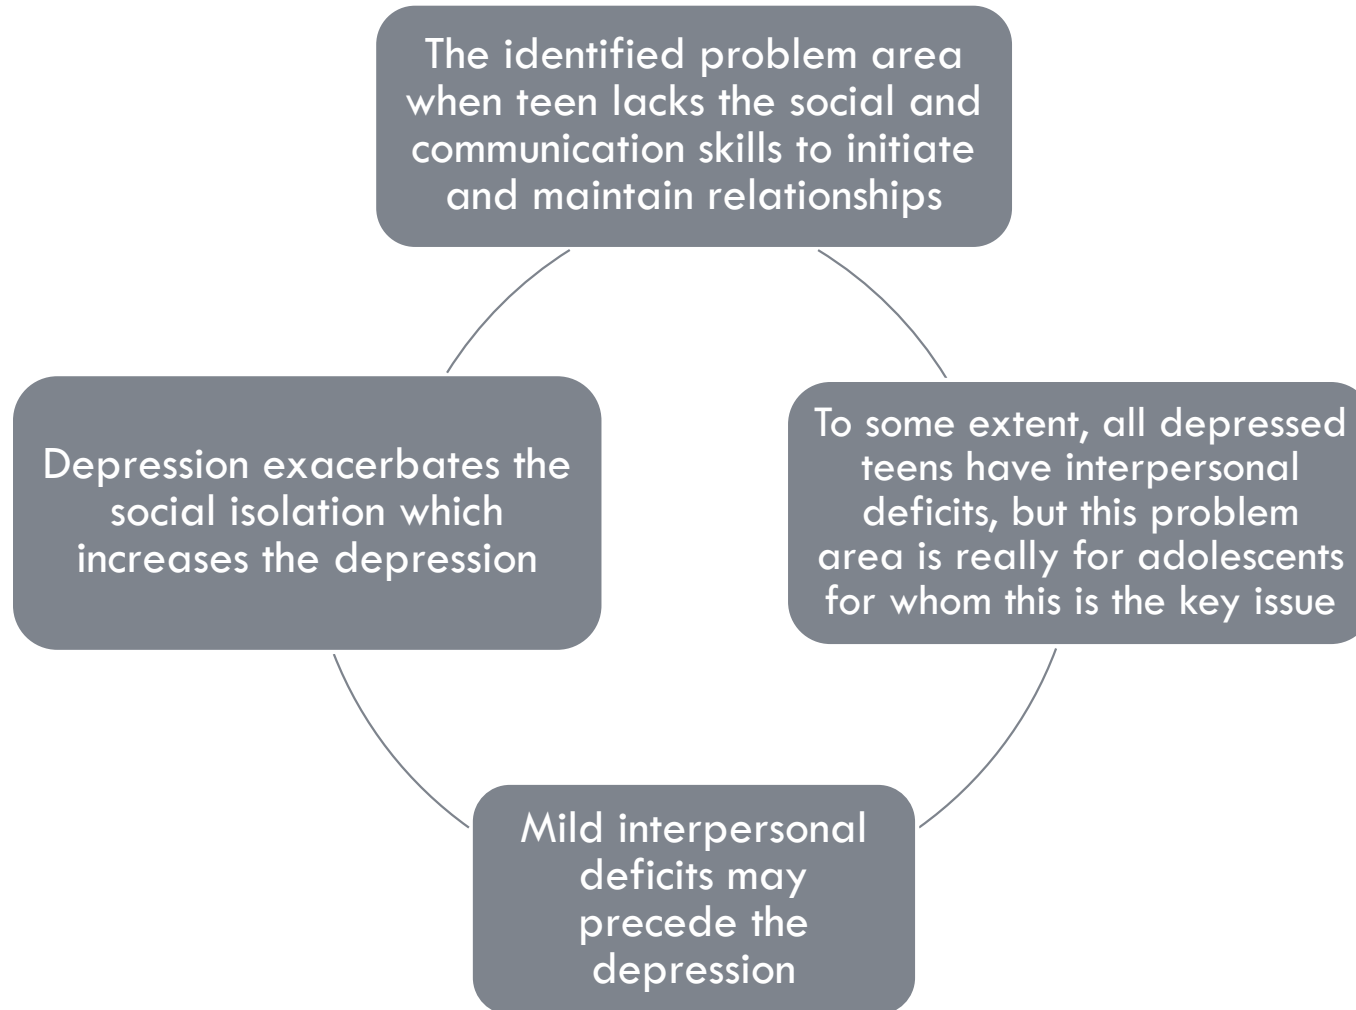 The identified problem area
when teen lacks the social and
communication skills to initiate
and maintain relationships
To some extent, all depressed
teens have interpersonal
deficits, but this problem
area is really for adolescents
for whom this is the key issue
Mild interpersonal
deficits may
precede the
depression
Depression exacerbates the
social isolation which
increases the depression